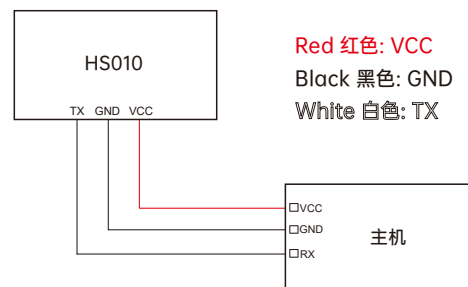 HS010
TX GND VCC
Red 红色: VCC
Black 黑色: GND
White 白色: TX
VCC
GND
RX
主机